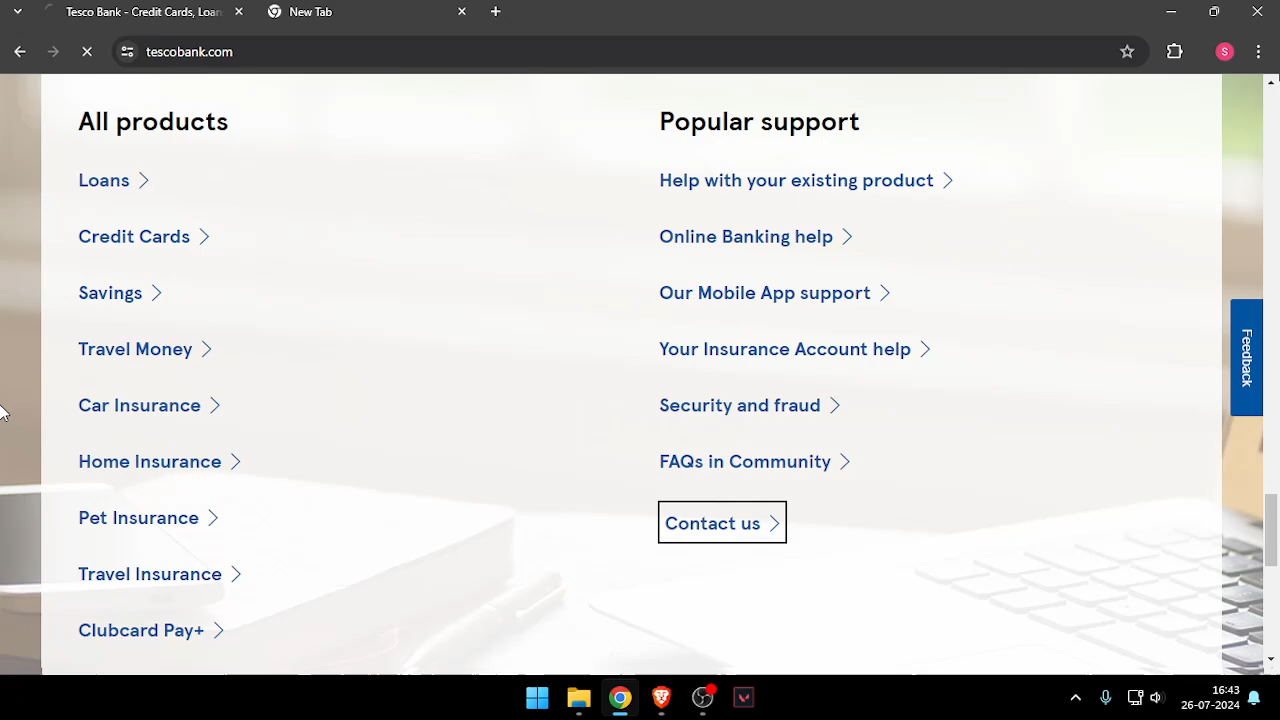 Tesco Bank - Credit Cards, Loan
New Tab
tescobank.com
S
All products
Popular support
Loans
Help with your existing product
Credit Cards
Online Banking help
Savings
Our Mobile App support
Travel Money
Your Insurance Account help
Feedback
Car Insurance
Security and fraud
Home Insurance
FAQs in Community
Pet Insurance
Contact us
Travel Insurance
Clubcard Pay+
16:43
26-07-2024